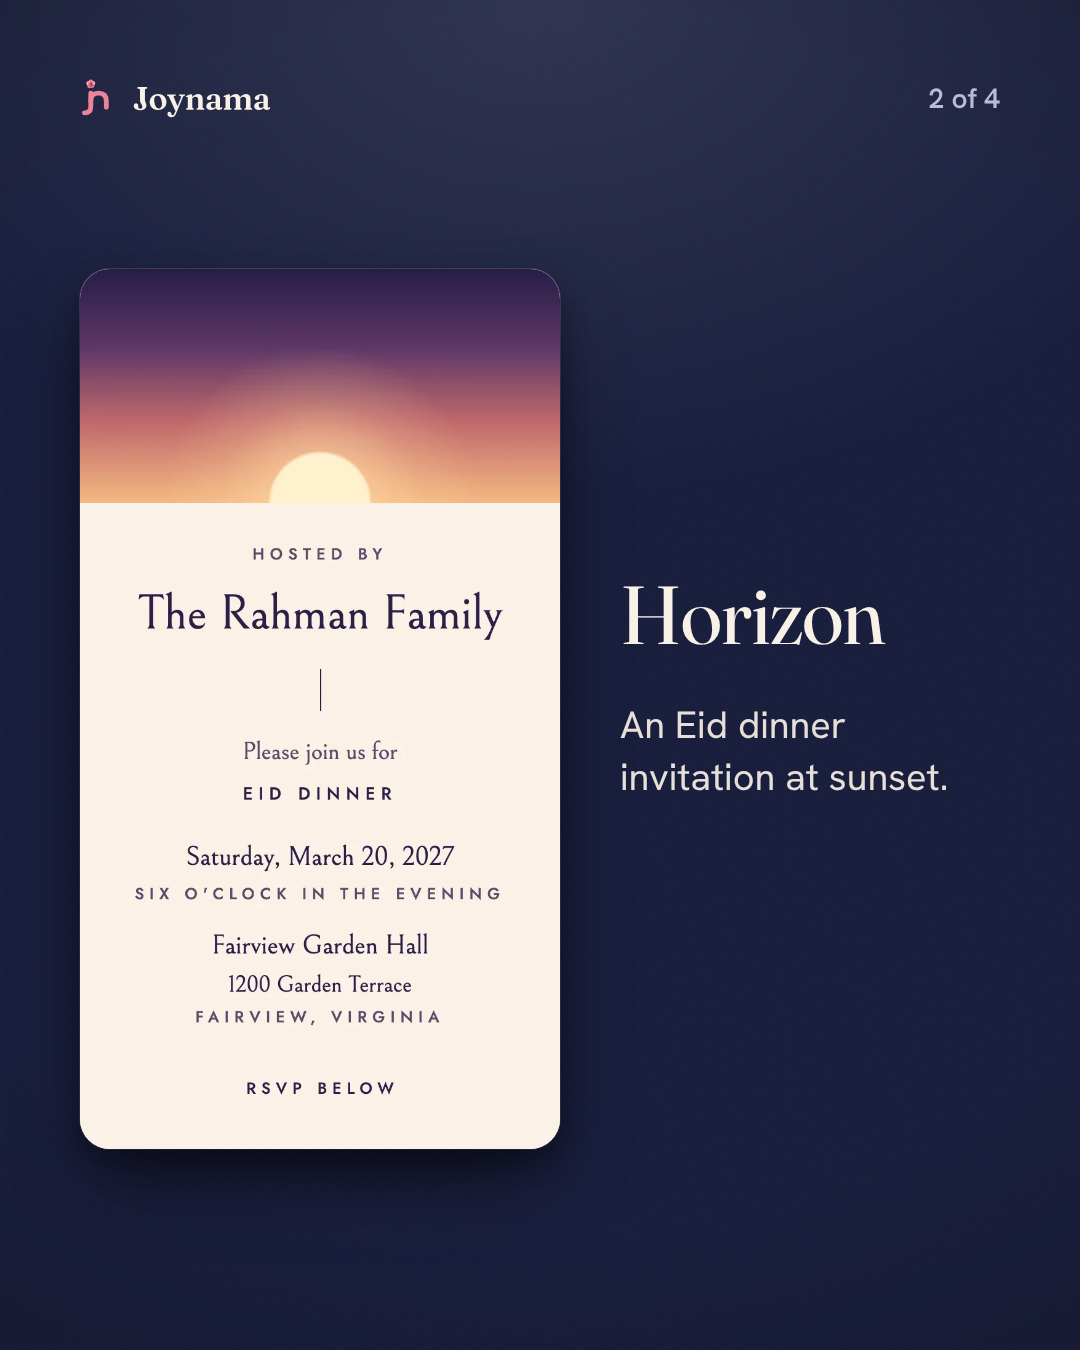 Joynama
2 of 4
HOSTED BY
The Rahman Family
Please join us for
EID DINNER
Saturday, March 20, 2027
SIX O'CLOCK IN THE EVENING
Fairview Garden Hall
1200 Garden Terrace
FAIRVIEW, VIRGINIA
RSVP BELOW
Horizon
An Eid dinner
invitation at sunset.